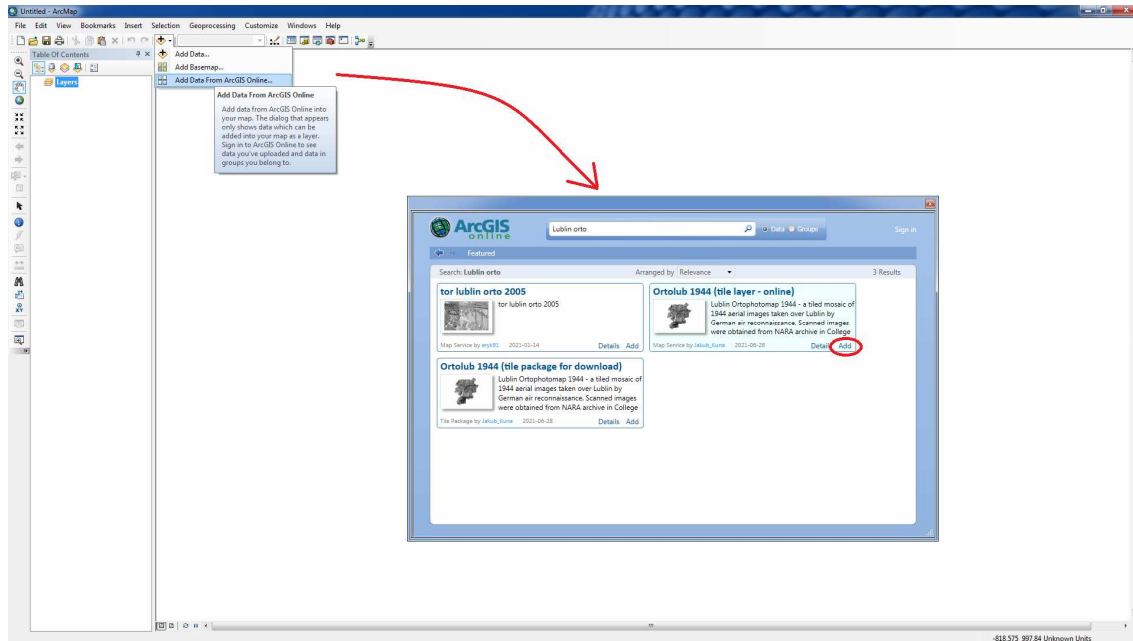 Untitled - ArcMap
File Edit View Bookmarks Insert Selection Geoprocessing Customize Windows Help
Table Of Contents
Layers
Add Data...
Add Basemap...
Add Data From ArcGIS Online...
Add Data From ArcGIS Online
Add data from ArcGIS Online into
your map. The dialog that appears
only shows data which can be
added into your map as a layer.
Sign in to ArcGIS Online to see
data you've uploaded and data in
groups you belong to.
ArcGIS
online
Lublin orto
Data Groups
Sign in
Featured
Search: Lublin orto Arranged by Relevance 3 Results
tor lublin orto 2005
tor lublin orto 2005
Map Service by eryk91 2021-01-14 Details Add
Ortolub 1944 (tile layer - online)
Lublin Ortophotomap 1944 - a tiled mosaic of
1944 aerial images taken over Lublin by
German air reconnaissance. Scanned images
were obtained from NARA archive in College
Map Service by Jakub_Kuna 2021-06-28 Details Add
Ortolub 1944 (tile package for download)
Lublin Ortophotomap 1944 - a tiled mosaic of
1944 aerial images taken over Lublin by
German air reconnaissance. Scanned images
were obtained from NARA archive in College
Tile Package by Jakub_Kuna 2021-06-28 Details Add
-818.575 997.84 Unknown Units